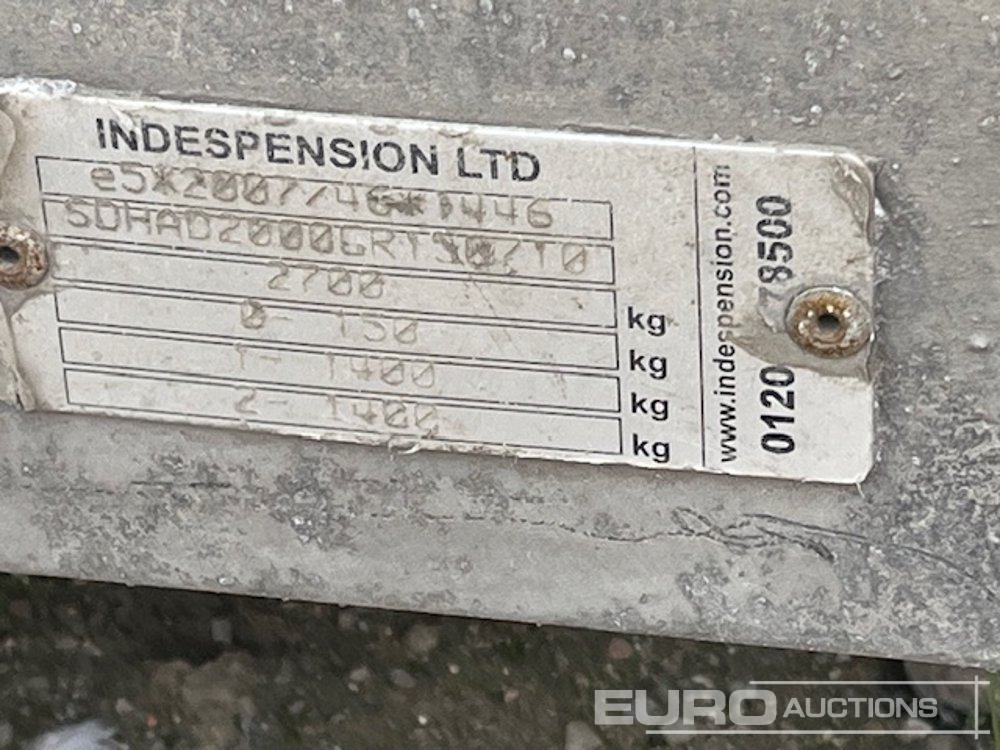 INDESPENSION LTD
e5*2007/46*1446
2700
kg
0- 150
kg
1- 1400
kg
2- 1400
kg
www.indespension.com
0120 78500
EURO AUCTIONS